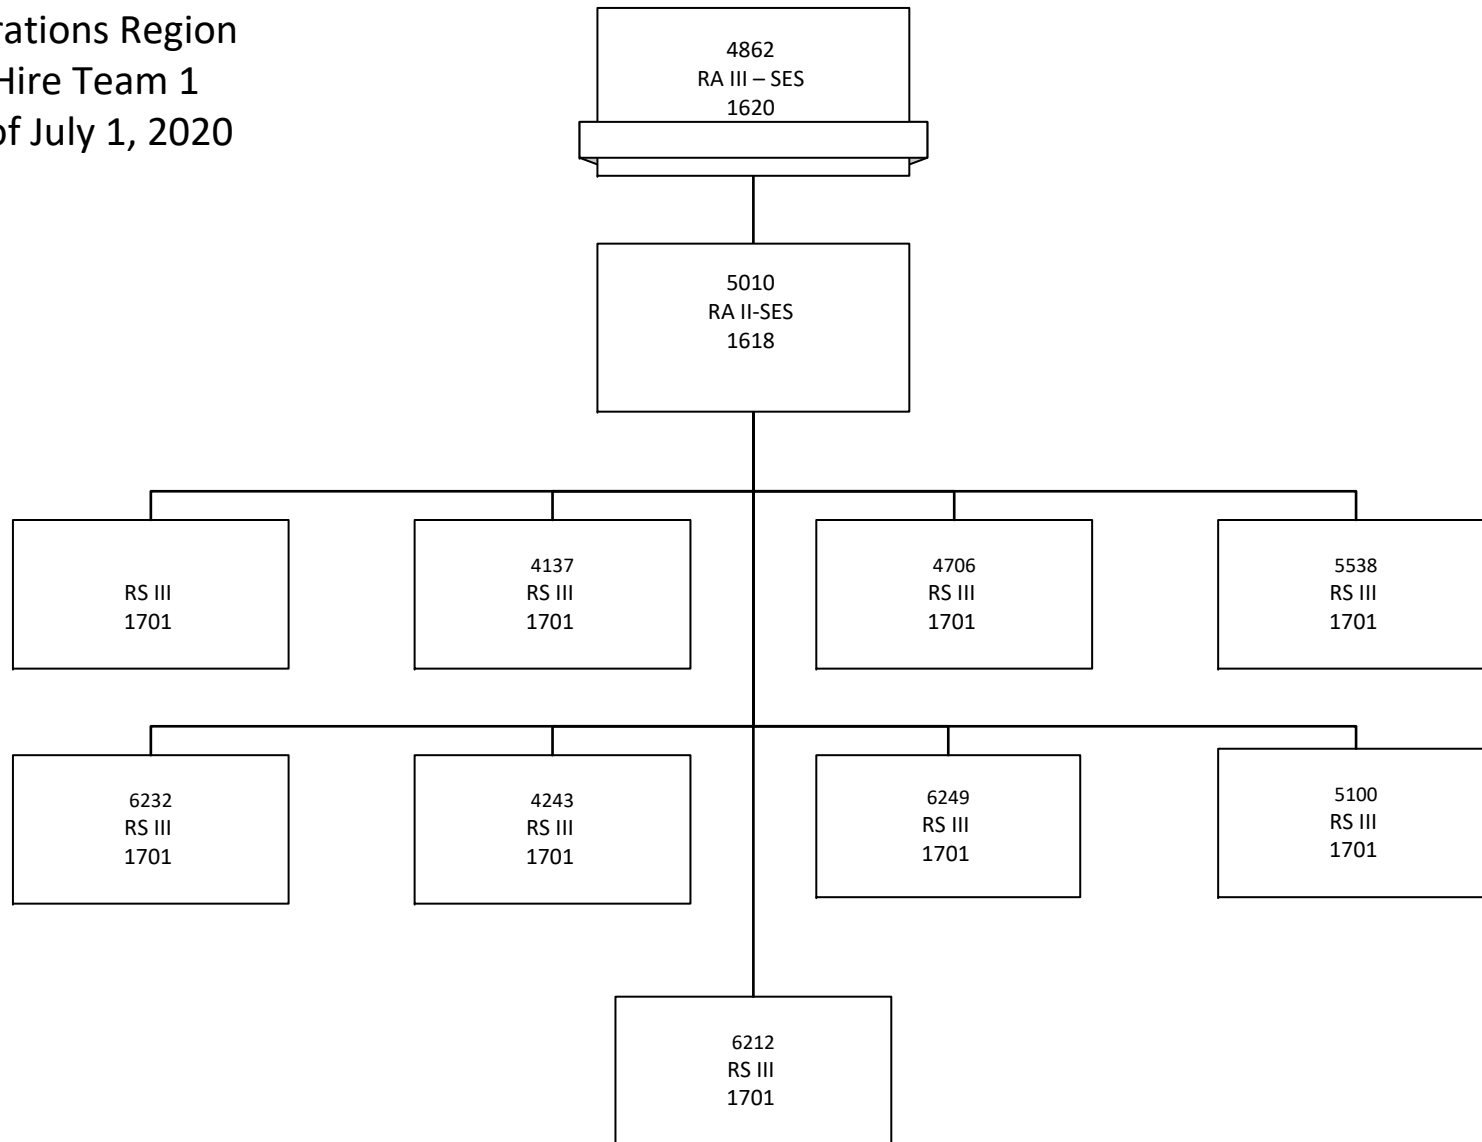 rations Region
Hire Team 1
of July 1, 2020
4862
RA III – SES
1620
5010
RA II-SES
1618
RS III
1701
4137
RS III
1701
4706
RS III
1701
5538
RS III
1701
6232
RS III
1701
4243
RS III
1701
6249
RS III
1701
5100
RS III
1701
6212
RS III
1701